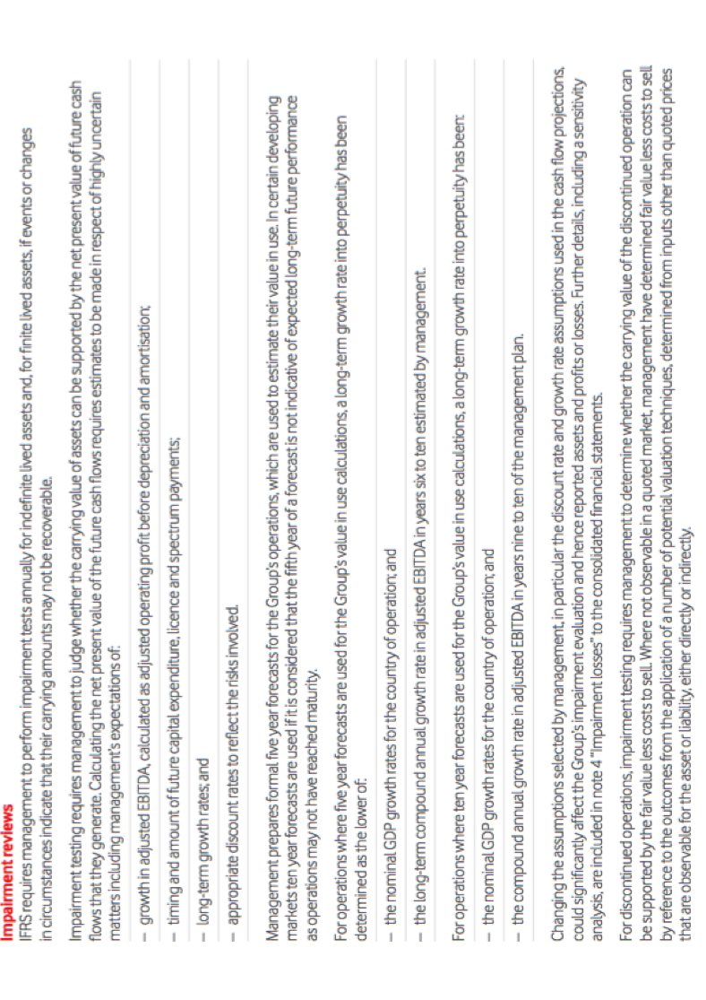 Impairment reviews
IFRS requires management to perform impairment tests annually for indefinite lived assets and, for finite lived assets, if events or changes
in circumstances indicate that their carrying amounts may not be recoverable.
Impairment testing requires management to judge whether the carrying value of assets can be supported by the net present value of future cash
flows that they generate. Calculating the net present value of the future cash flows requires estimates to be made in respect of highly uncertain
matters including management's expectations of:
– growth in adjusted EBITDA, calculated as adjusted operating profit before depreciation and amortisation;
– timing and amount of future capital expenditure, licence and spectrum payments;
– long-term growth rates; and
– appropriate discount rates to reflect the risks involved.
Management prepares formal five year forecasts for the Group's operations, which are used to estimate their value in use. In certain developing
markets ten year forecasts are used if it is considered that the fifth year of a forecast is not indicative of expected long-term future performance
as operations may not have reached maturity.
For operations where five year forecasts are used for the Group's value in use calculations, a long-term growth rate into perpetuity has been
determined as the lower of:
– the nominal GDP growth rates for the country of operation; and
– the long-term compound annual growth rate in adjusted EBITDA in years six to ten estimated by management.
For operations where ten year forecasts are used for the Group's value in use calculations, a long-term growth rate into perpetuity has been:
– the nominal GDP growth rates for the country of operation; and
– the compound annual growth rate in adjusted EBITDA in years nine to ten of the management plan.
Changing the assumptions selected by management, in particular the discount rate and growth rate assumptions used in the cash flow projections,
could significantly affect the Group's impairment evaluation and hence reported assets and profits or losses. Further details, including a sensitivity
analysis, are included in note 4 "Impairment losses" to the consolidated financial statements.
For discontinued operations, impairment testing requires management to determine whether the carrying value of the discontinued operation can
be supported by the fair value less costs to sell. Where not observable in a quoted market, management have determined fair value less costs to sell
by reference to the outcomes from the application of a number of potential valuation techniques, determined from inputs other than quoted prices
that are observable for the asset or liability, either directly or indirectly.